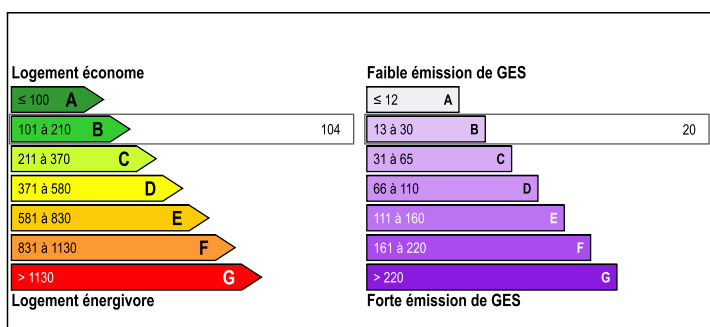 Logement économe
≤ 100 A
101 à 210 B 104
211 à 370 C
371 à 580 D
581 à 830 E
831 à 1130 F
> 1130 G
Logement énergivore
Faible émission de GES
≤ 12 A
13 à 30 B 20
31 à 65 C
66 à 110 D
111 à 160 E
161 à 220 F
> 220 G
Forte émission de GES